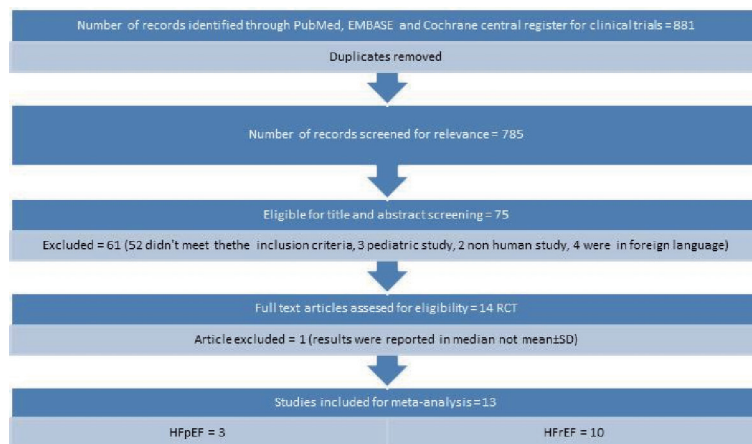 Number of records identified through PubMed, EMBASE and Cochrane central register for clinical trials = 881
Duplicates removed
Number of records screened for relevance = 785
Eligible for title and abstract screening = 75
Excluded = 61 (52 didn't meet thethe inclusion criteria, 3 pediatric study, 2 non human study, 4 were in foreign language)
Full text articles assesed for eligibility = 14 RCT
Article excluded = 1 (results were reported in median not mean±SD)
Studies included for meta-analysis = 13
HFpEF = 3
HFrEF = 10